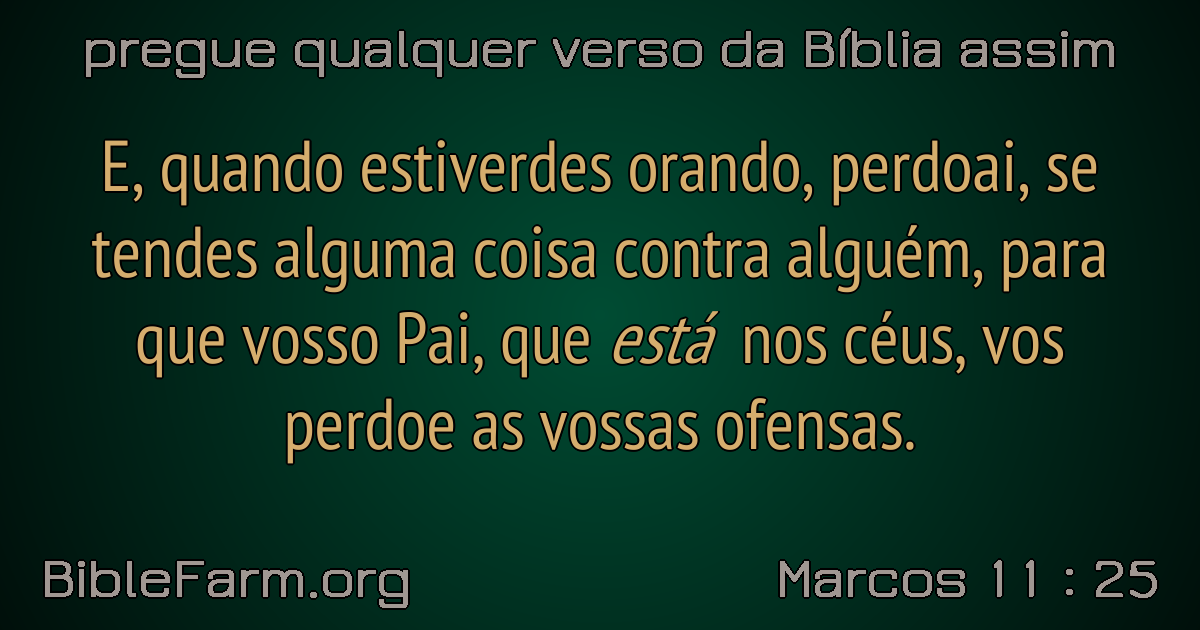 pregue qualquer verso da Bíblia assim
E, quando estiverdes orando, perdoai, se
tendes alguma coisa contra alguém, para
que vosso Pai, que está nos céus, vos
perdoe as vossas ofensas.
BibleFarm.org
Marcos 11 : 25